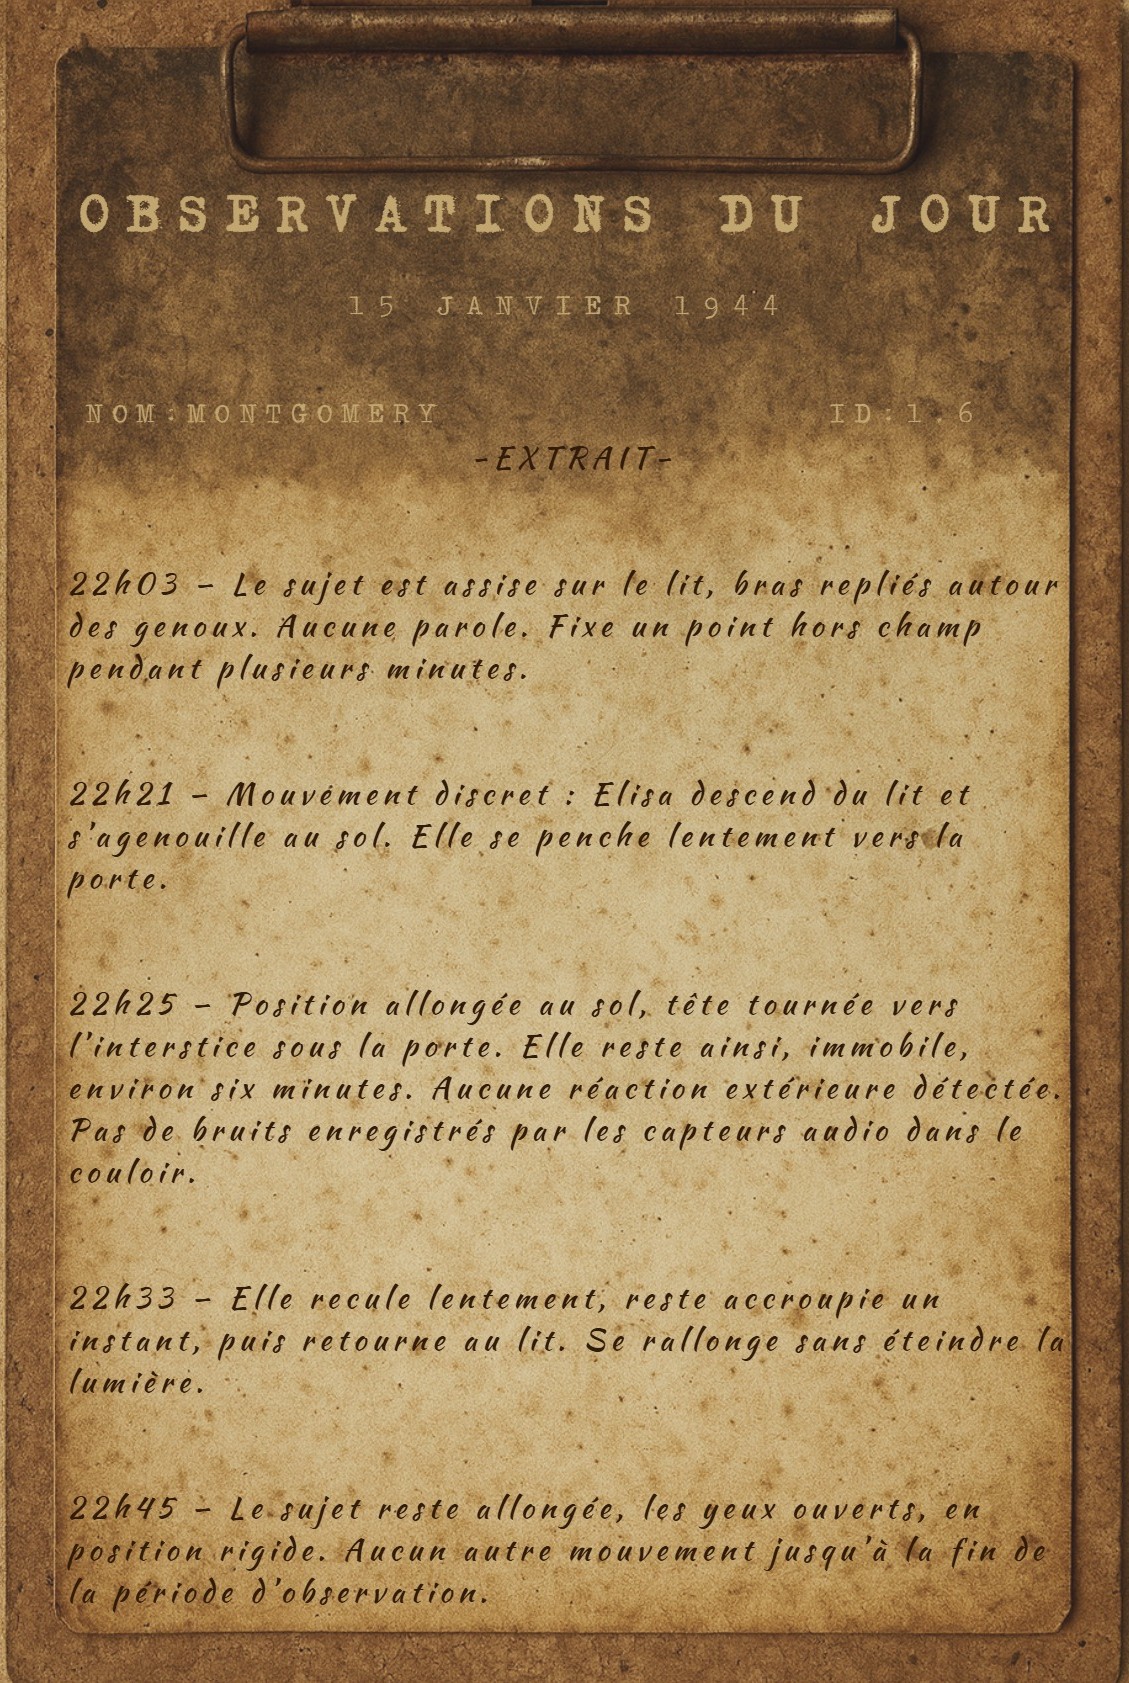 OBSERVATIONS DU JOUR
15 JANVIER 1944
NOM:MONTGOMERY ID:1.6
-EXTRAIT-
22h03 – Le sujet est assise sur le lit, bras repliés autour
des genoux. Aucune parole. Fixe un point hors champ
pendant plusieurs minutes.
22h21 – Mouvement discret : Elisa descend du lit et
s'agenouille au sol. Elle se penche lentement vers la
porte.
22h25 – Position allongée au sol, tête tournée vers
l'interstice sous la porte. Elle reste ainsi, immobile,
environ six minutes. Aucune réaction extérieure détectée.
Pas de bruits enregistrés par les capteurs audio dans le
couloir.
22h33 – Elle recule lentement, reste accroupie un
instant, puis retourne au lit. Se rallonge sans éteindre la
lumière.
22h45 – Le sujet reste allongée, les yeux ouverts, en
position rigide. Aucun autre mouvement jusqu'à la fin de
la période d'observation.